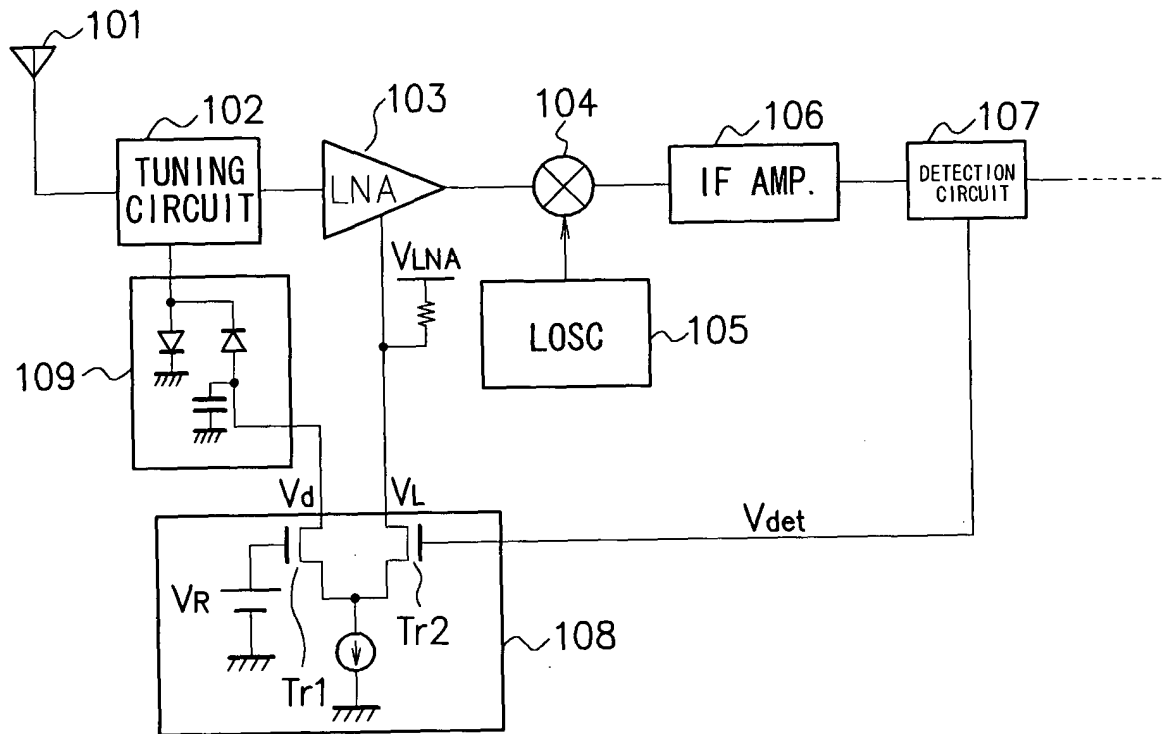 101
102
103
104
106
107
TUNING
CIRCUIT
LNA
IF AMP.
DETECTION
CIRCUIT
VLNA
LOSC
105
109
Vd
VL
Vdet
VR
Tr1
Tr2
108